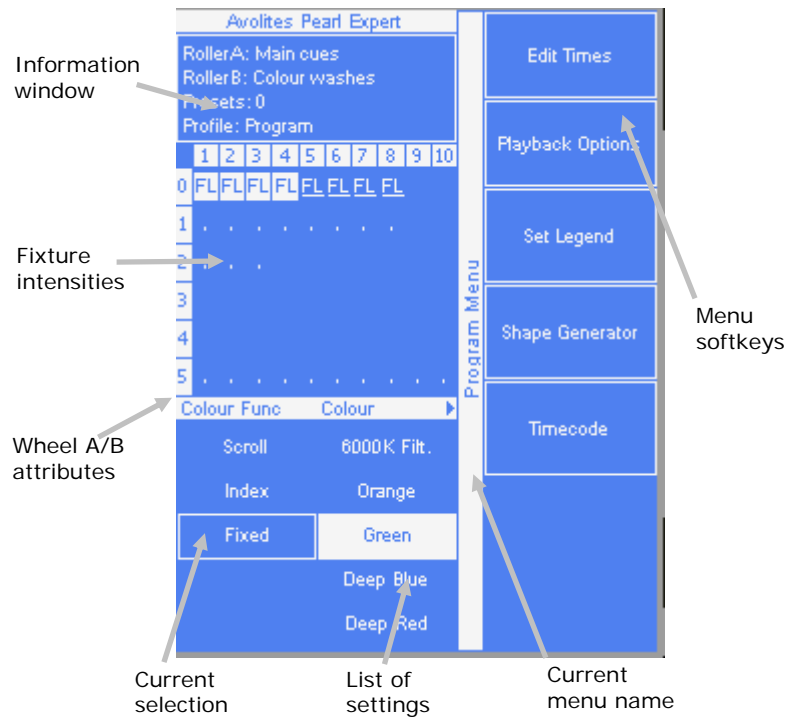 Avolites Pearl Expert
RollerA: Main cues
RollerB: Colour washes
Presets: 0
Profile: Program
1 2 3 4 5 6 7 8 9 10
0 FL FL FL FL FL FL FL FL
1 . . . . . . . .
2 . . .
3
4
5 . . . . . . . . . .
Colour Func Colour
Scroll 6000K Filt.
Index Orange
Fixed Green
Deep Blue
Deep Red
Program Menu
Edit Times
Playback Options
Set Legend
Shape Generator
Timecode
Information
window
Fixture
intensities
Wheel A/B
attributes
Menu
softkeys
Current
selection
List of
settings
Current
menu name